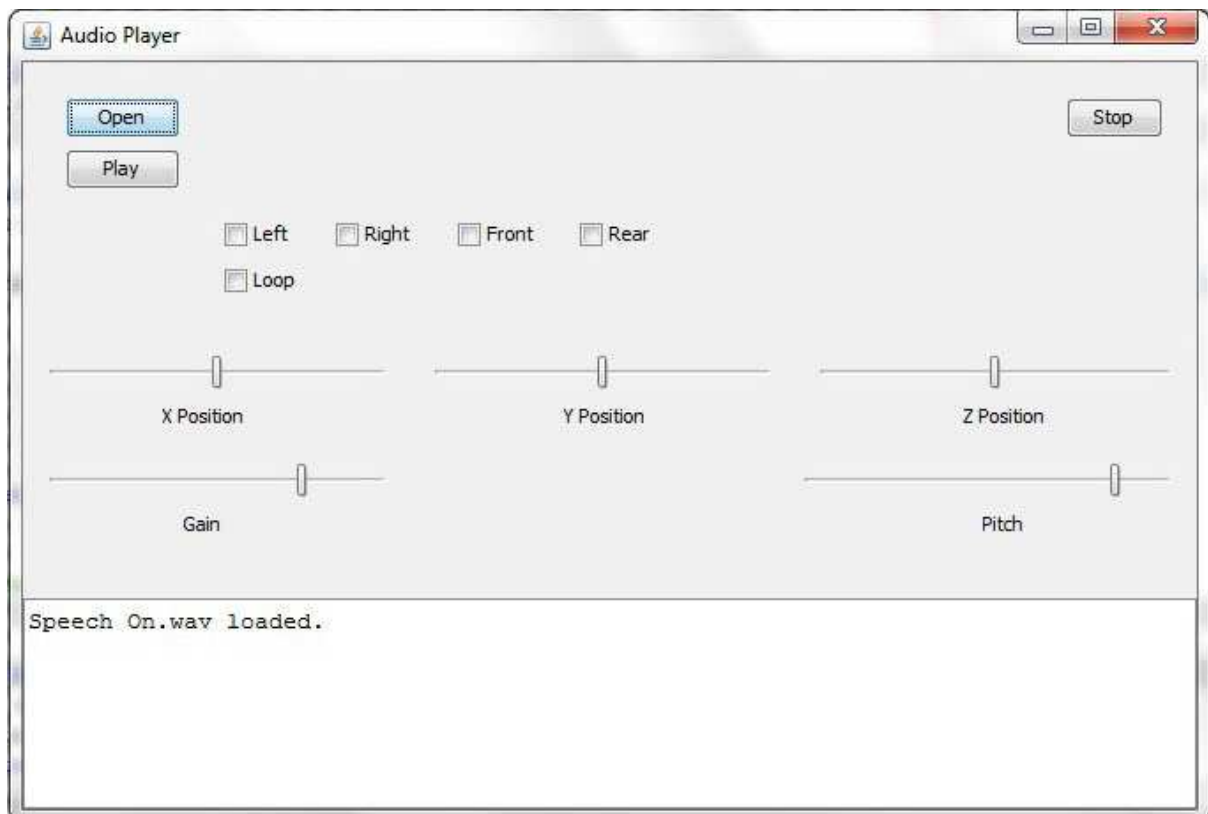 Audio Player
Open
Stop
Play
Left Right Front Rear
Loop
X Position Y Position Z Position
Gain Pitch
Speech On.wav loaded.